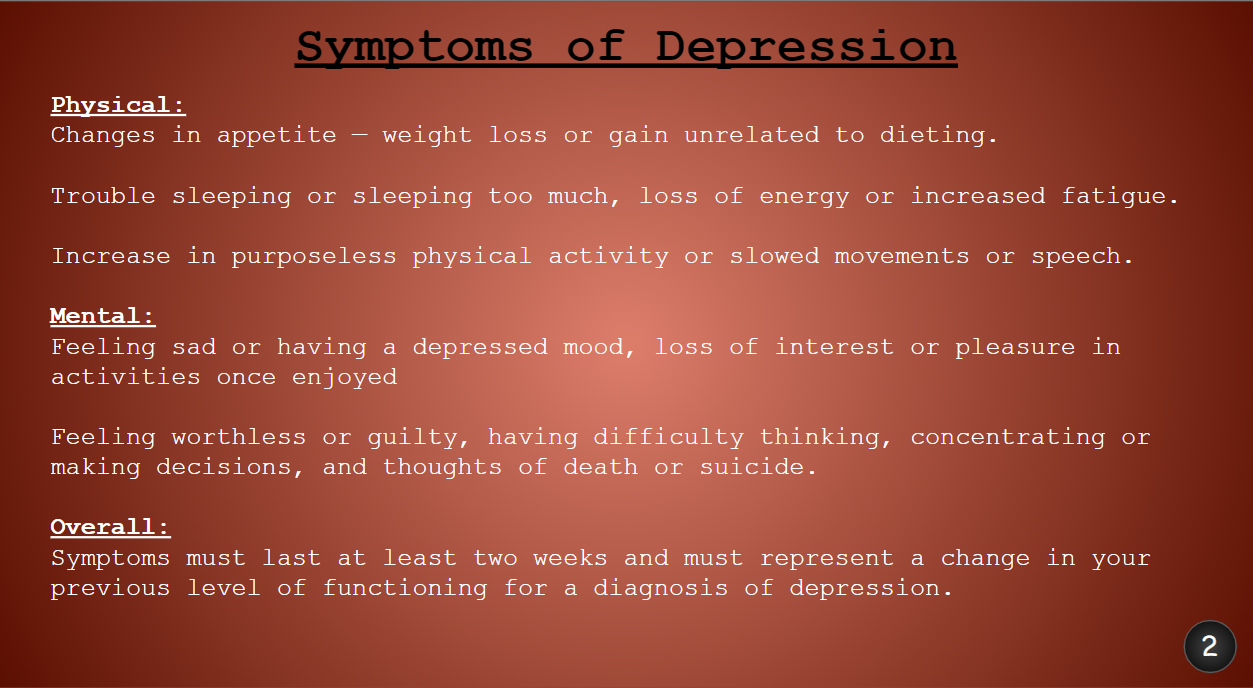 Symptoms of Depression
Physical:
Changes in appetite — weight loss or gain unrelated to dieting.
Trouble sleeping or sleeping too much, loss of energy or increased fatigue.
Increase in purposeless physical activity or slowed movements or speech.
Mental:
Feeling sad or having a depressed mood, loss of interest or pleasure in
activities once enjoyed
Feeling worthless or guilty, having difficulty thinking, concentrating or
making decisions, and thoughts of death or suicide.
Overall:
Symptoms must last at least two weeks and must represent a change in your
previous level of functioning for a diagnosis of depression.
2